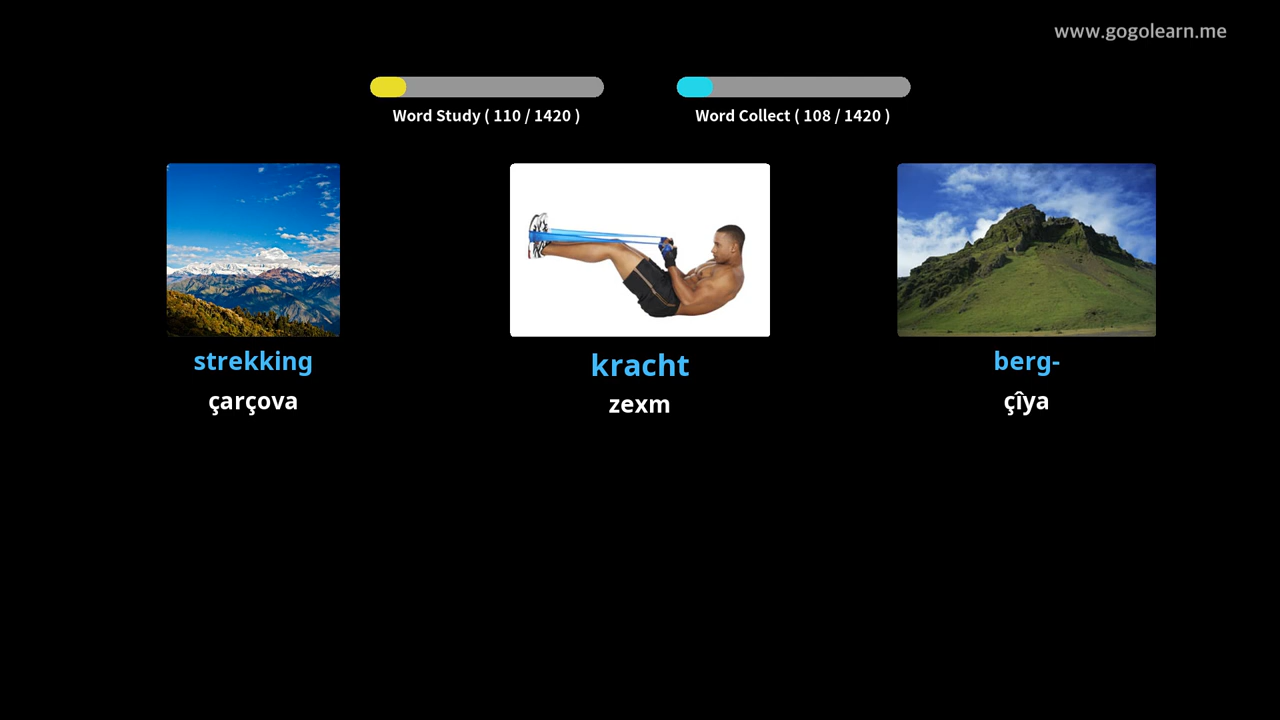 www.gogolearn.me
Word Study ( 110 / 1420 )
Word Collect ( 108 / 1420 )
strekking
çarçova
kracht
zexm
berg-
çîya